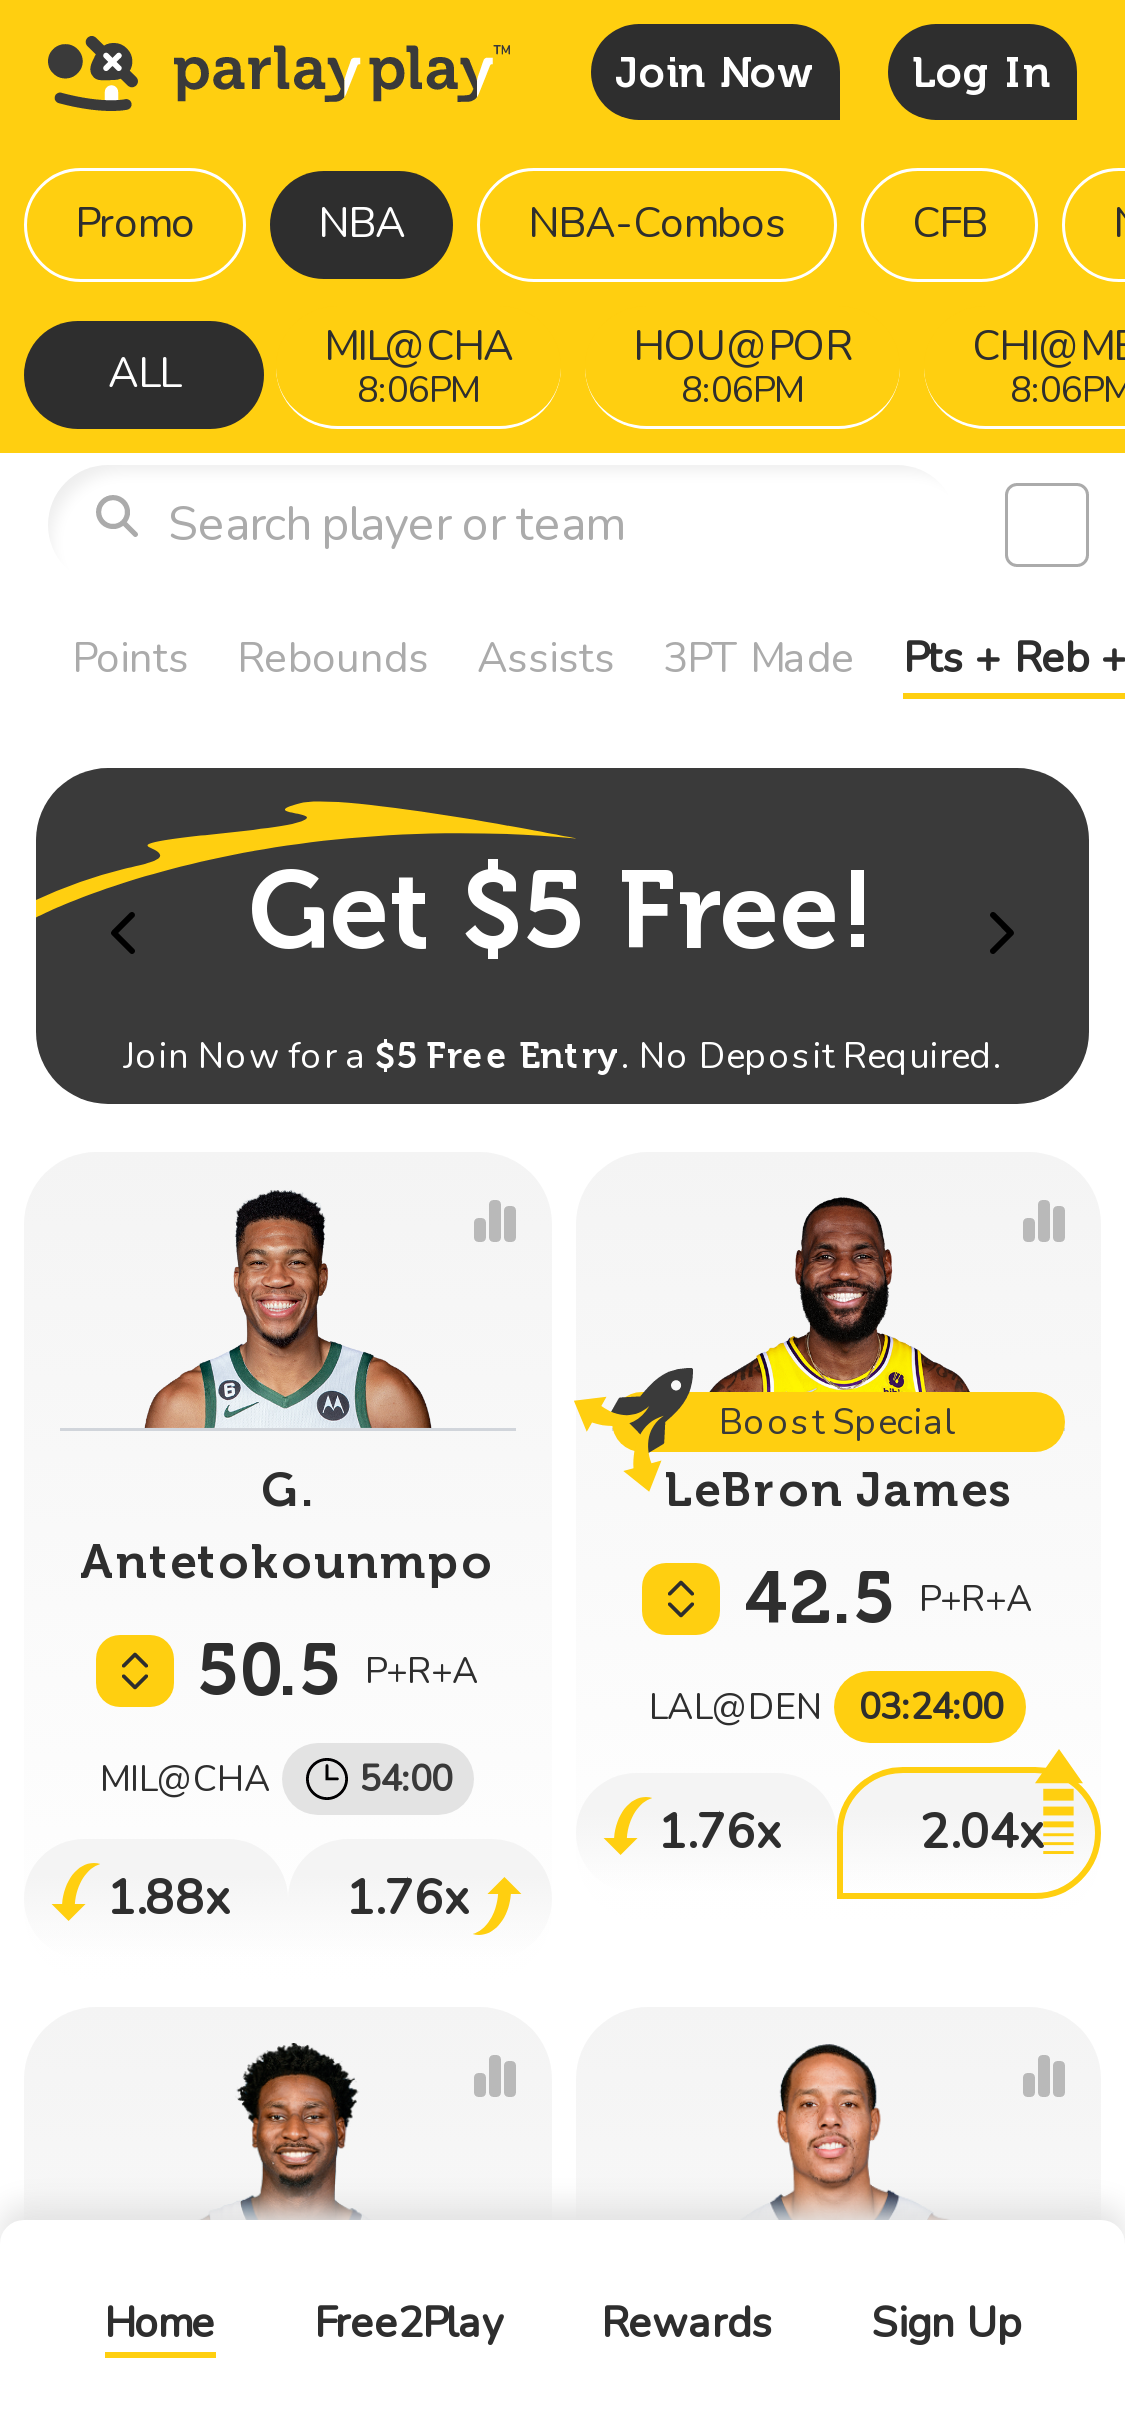 parlayplay™
Join Now
Log In
Promo
NBA
NBA-Combos
CFB
ALL
MIL@CHA
8:06PM
HOU@POR
8:06PM
CHI@ME
8:06PM
Search player or team
Points
Rebounds
Assists
3PT Made
Pts + Reb +
Get $5 Free!
Join Now for a $5 Free Entry. No Deposit Required.
G.
Antetokounmpo
50.5 P+R+A
MIL@CHA 54:00
1.88x
1.76x
Boost Special
LeBron James
42.5 P+R+A
LAL@DEN 03:24:00
1.76x
2.04x
Home
Free2Play
Rewards
Sign Up